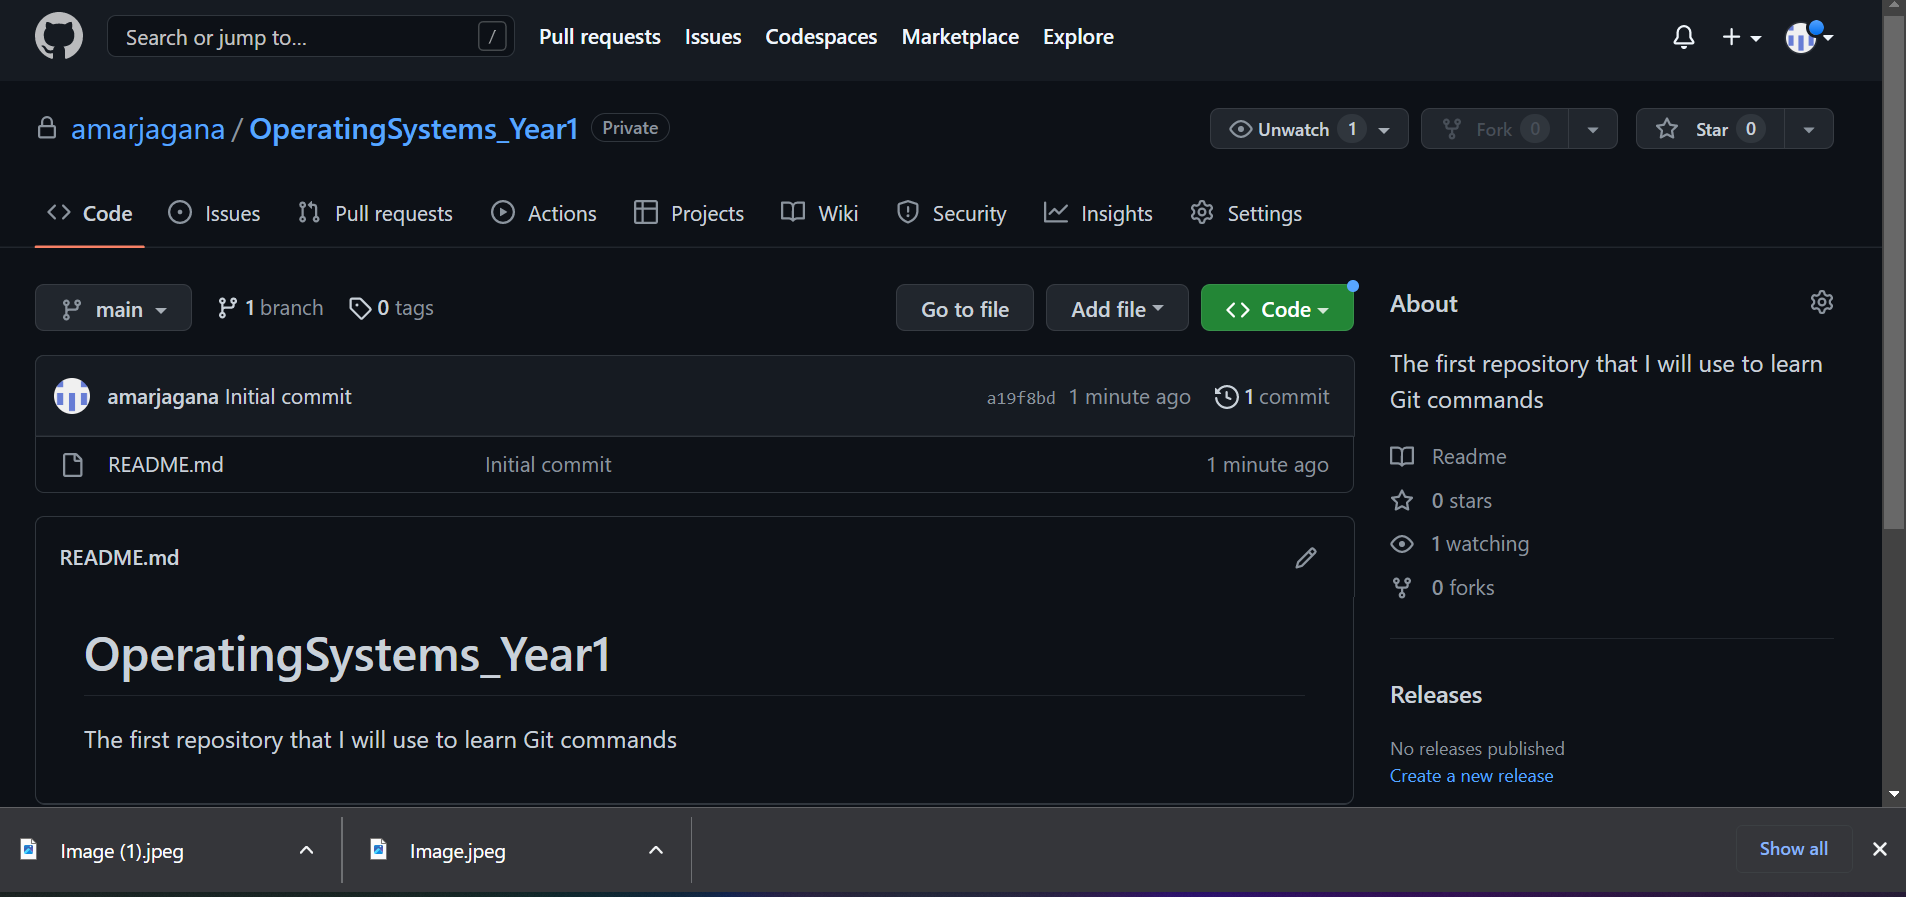 Search or jump to... /
Pull requests Issues Codespaces Marketplace Explore
amarjagana / OperatingSystems_Year1 Private
Unwatch 1 Fork 0 Star 0
Code Issues Pull requests Actions Projects Wiki Security Insights Settings
main 1 branch 0 tags
Go to file Add file Code
amarjagana Initial commit a19f8bd 1 minute ago 1 commit
README.md Initial commit 1 minute ago
README.md
OperatingSystems_Year1
The first repository that I will use to learn Git commands
About
The first repository that I will use to learn
Git commands
Readme
0 stars
1 watching
0 forks
Releases
No releases published
Create a new release
Image (1).jpeg Image.jpeg Show all